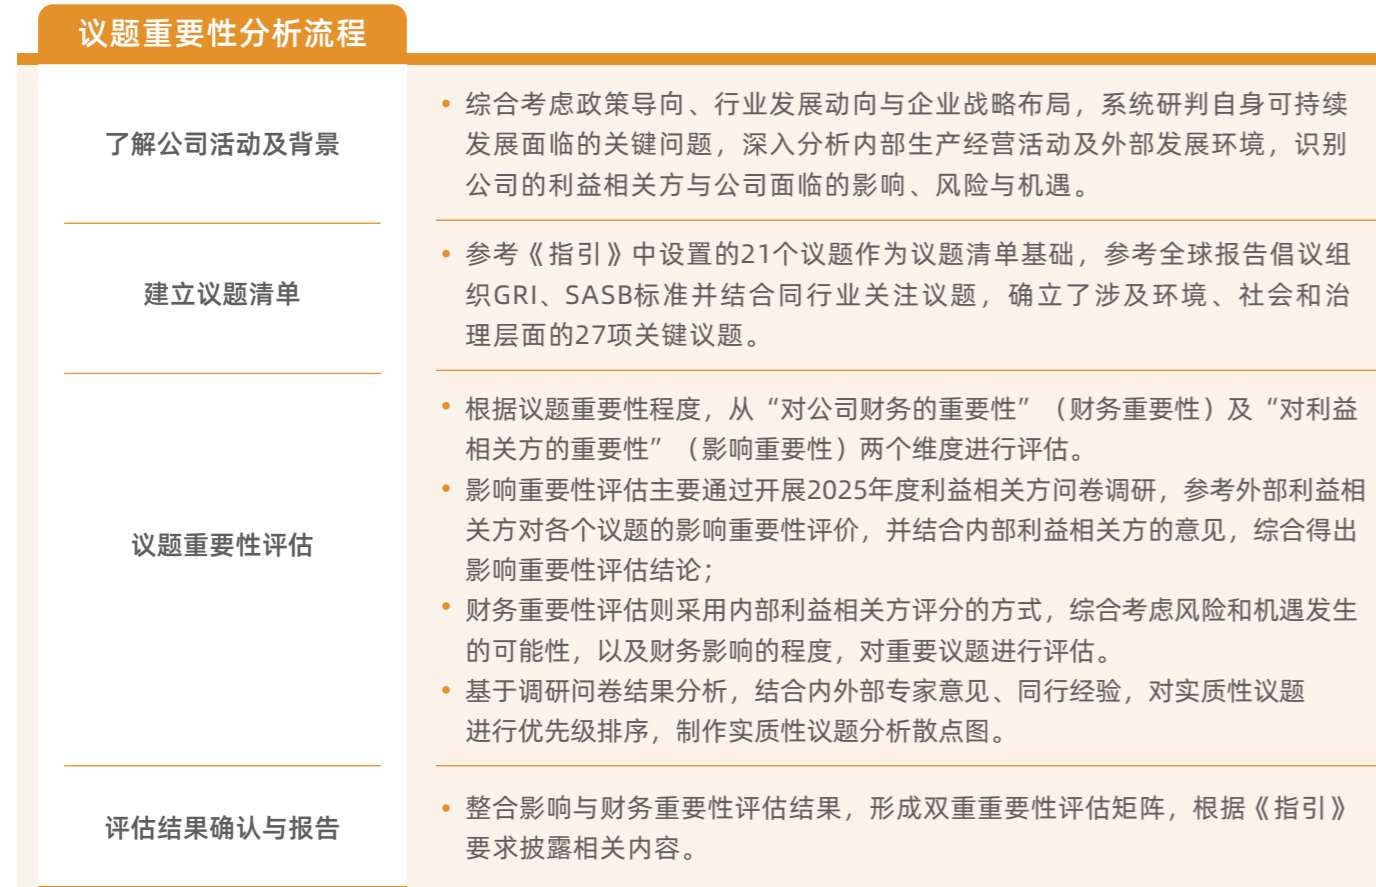 议题重要性分析流程
了解公司活动及背景
• 综合考虑政策导向、行业发展动向与企业战略布局，系统研判自身可持续
发展面临的关键问题，深入分析内部生产经营活动及外部发展环境，识别
公司的利益相关方与公司面临的影响、风险与机遇。
建立议题清单
• 参考《指引》中设置的21个议题作为议题清单基础，参考全球报告倡议组
织GRI、SASB标准并结合同行业关注议题，确立了涉及环境、社会和治
理层面的27项关键议题。
议题重要性评估
• 根据议题重要性程度，从“对公司财务的重要性”（财务重要性）及“对利益
相关方的重要性”（影响重要性）两个维度进行评估。
• 影响重要性评估主要通过开展2025年度利益相关方问卷调研，参考外部利益相
关方对各个议题的影响重要性评价，并结合内部利益相关方的意见，综合得出
影响重要性评估结论；
• 财务重要性评估则采用内部利益相关方评分的方式，综合考虑风险和机遇发生
的可能性，以及财务影响的程度，对重要议题进行评估。
• 基于调研问卷结果分析，结合内外部专家意见、同行经验，对实质性议题
进行优先级排序，制作实质性议题分析散点图。
评估结果确认与报告
• 整合影响与财务重要性评估结果，形成双重重要性评估矩阵，根据《指引》
要求披露相关内容。